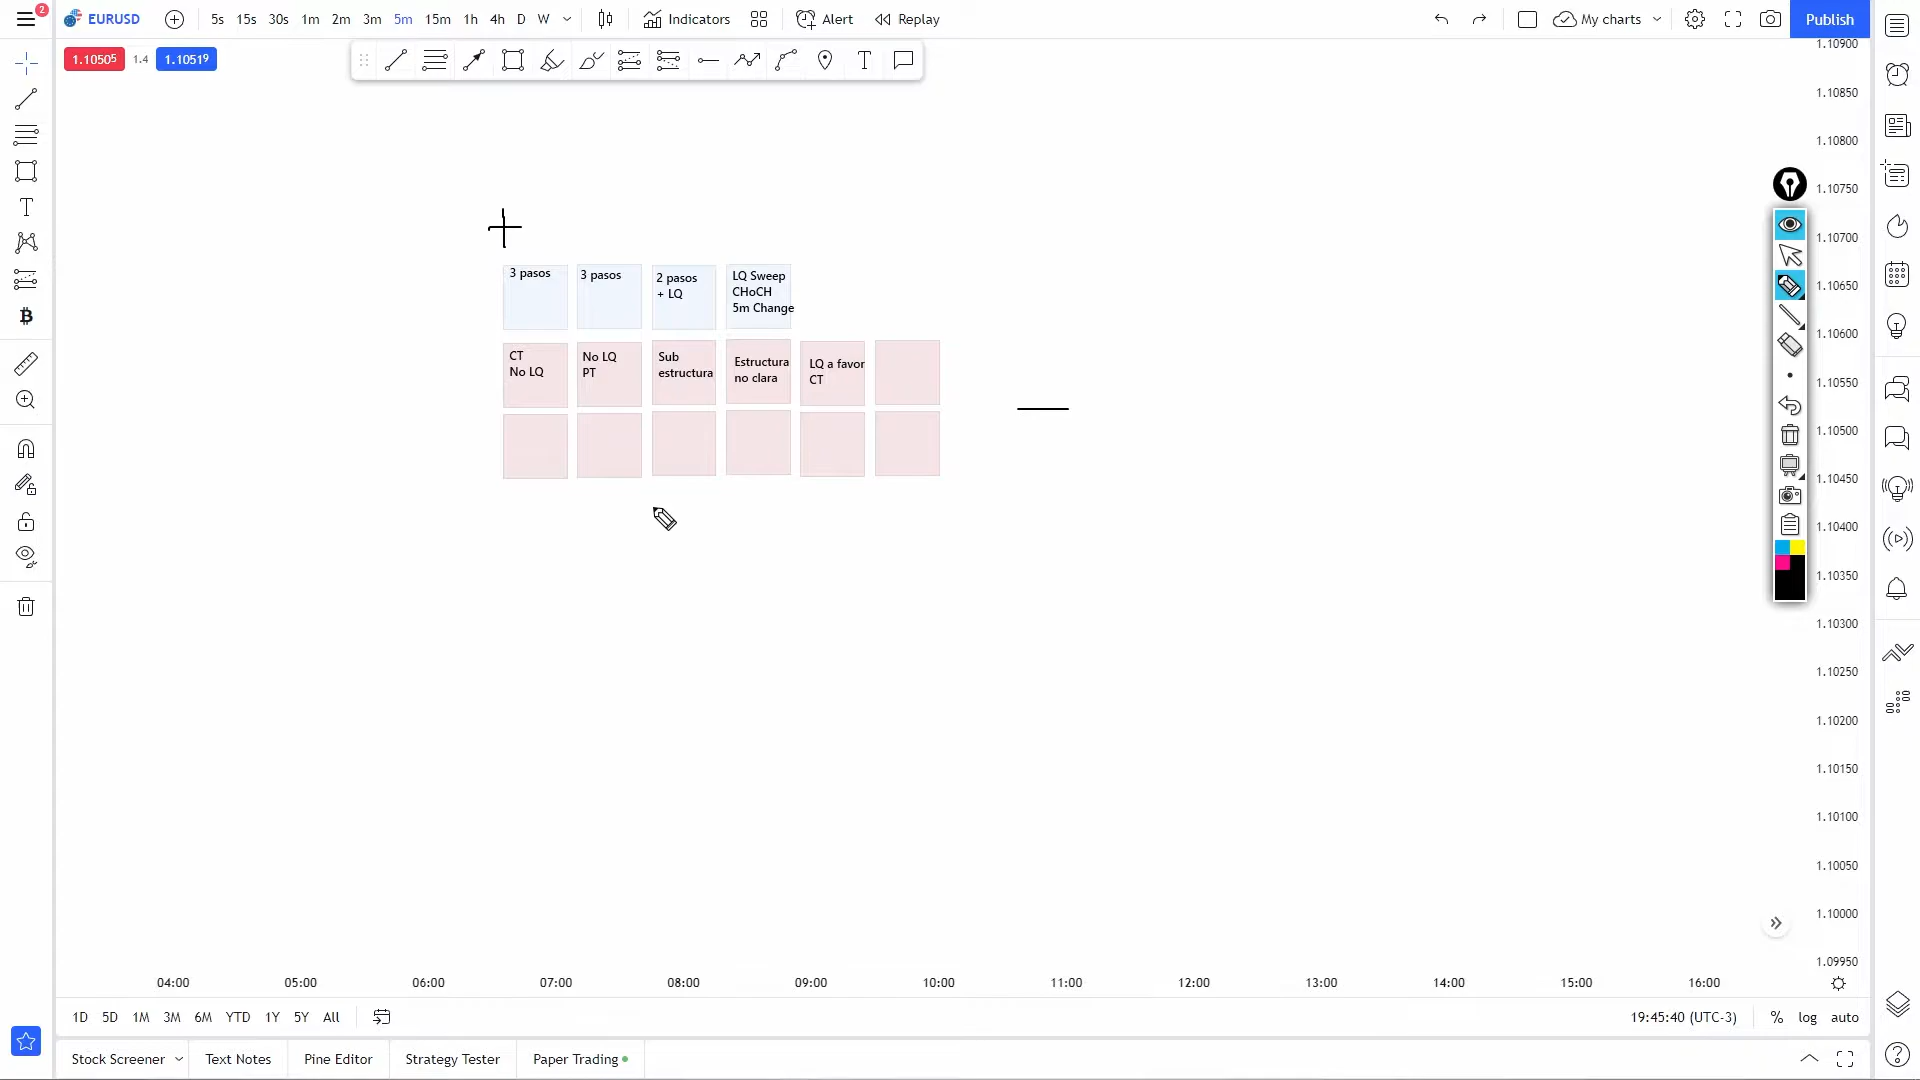 2
EURUSD
5s 15s 30s 1m 2m 3m 5m 15m 1h 4h D W
Indicators
Alert
Replay
My charts
Publish
1.10505
1.4
1.10519
3 pasos
3 pasos
2 pasos
+ LQ
LQ Sweep
CHoCH
5m Change
CT
No LQ
No LQ
PT
Sub
estructura
Estructura
no clara
LQ a favor
CT
1.10900
1.10850
1.10800
1.10750
1.10700
1.10650
1.10600
1.10550
1.10500
1.10450
1.10400
1.10350
1.10300
1.10250
1.10200
1.10150
1.10100
1.10050
1.10000
1.09950
04:00 05:00 06:00 07:00 08:00 09:00 10:00 11:00 12:00 13:00 14:00 15:00 16:00
1D 5D 1M 3M 6M YTD 1Y 5Y All
19:45:40 (UTC-3)
% log auto
Stock Screener
Text Notes
Pine Editor
Strategy Tester
Paper Trading